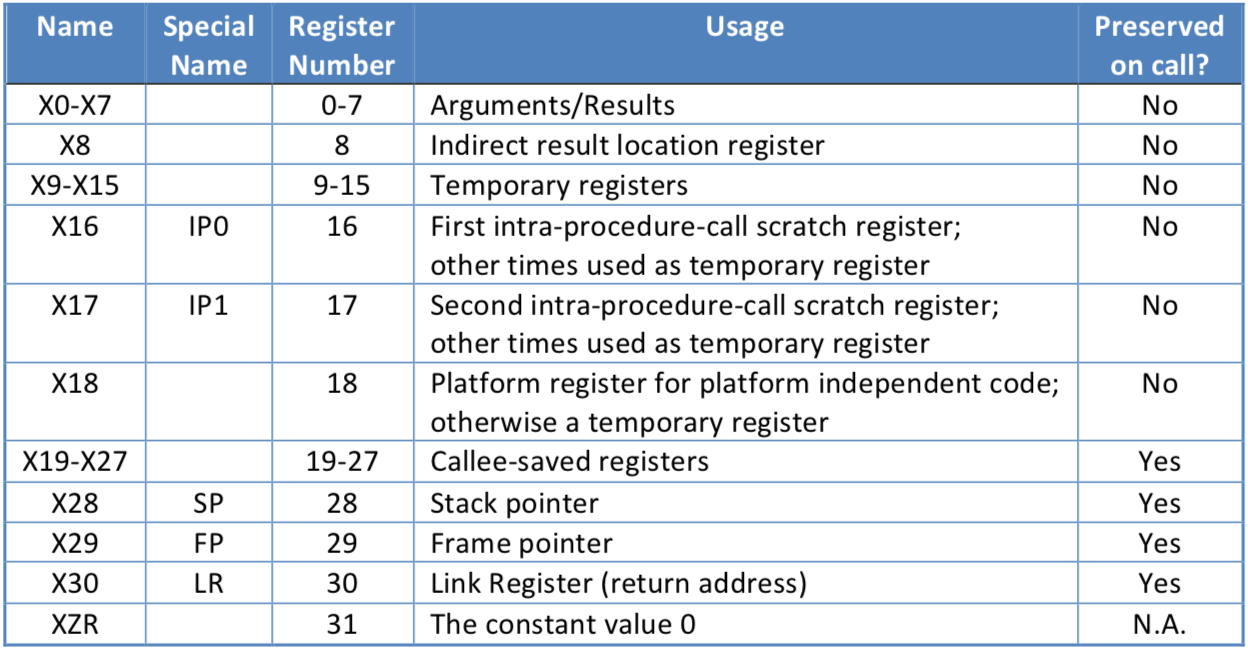 Name Special Name Register Number Usage Preserved on call?
X0-X7 0-7 Arguments/Results No
X8 8 Indirect result location register No
X9-X15 9-15 Temporary registers No
X16 IP0 16 First intra-procedure-call scratch register; No
other times used as temporary register
X17 IP1 17 Second intra-procedure-call scratch register; No
other times used as temporary register
X18 18 Platform register for platform independent code; No
otherwise a temporary register
X19-X27 19-27 Callee-saved registers Yes
X28 SP 28 Stack pointer Yes
X29 FP 29 Frame pointer Yes
X30 LR 30 Link Register (return address) Yes
XZR 31 The constant value 0 N.A.